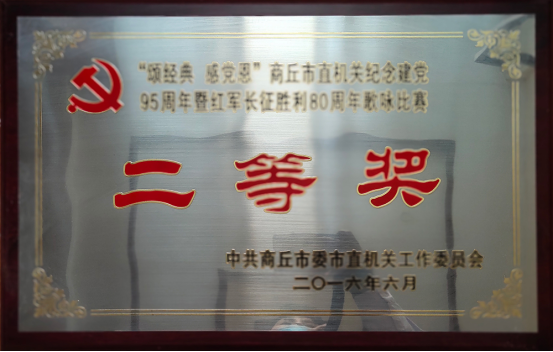 “颂经典 感党恩”商丘市直机关纪念建党
95周年暨红军长征胜利80周年歌咏比赛
二等奖
中共商丘市委市直机关工作委员会
二〇一六年六月